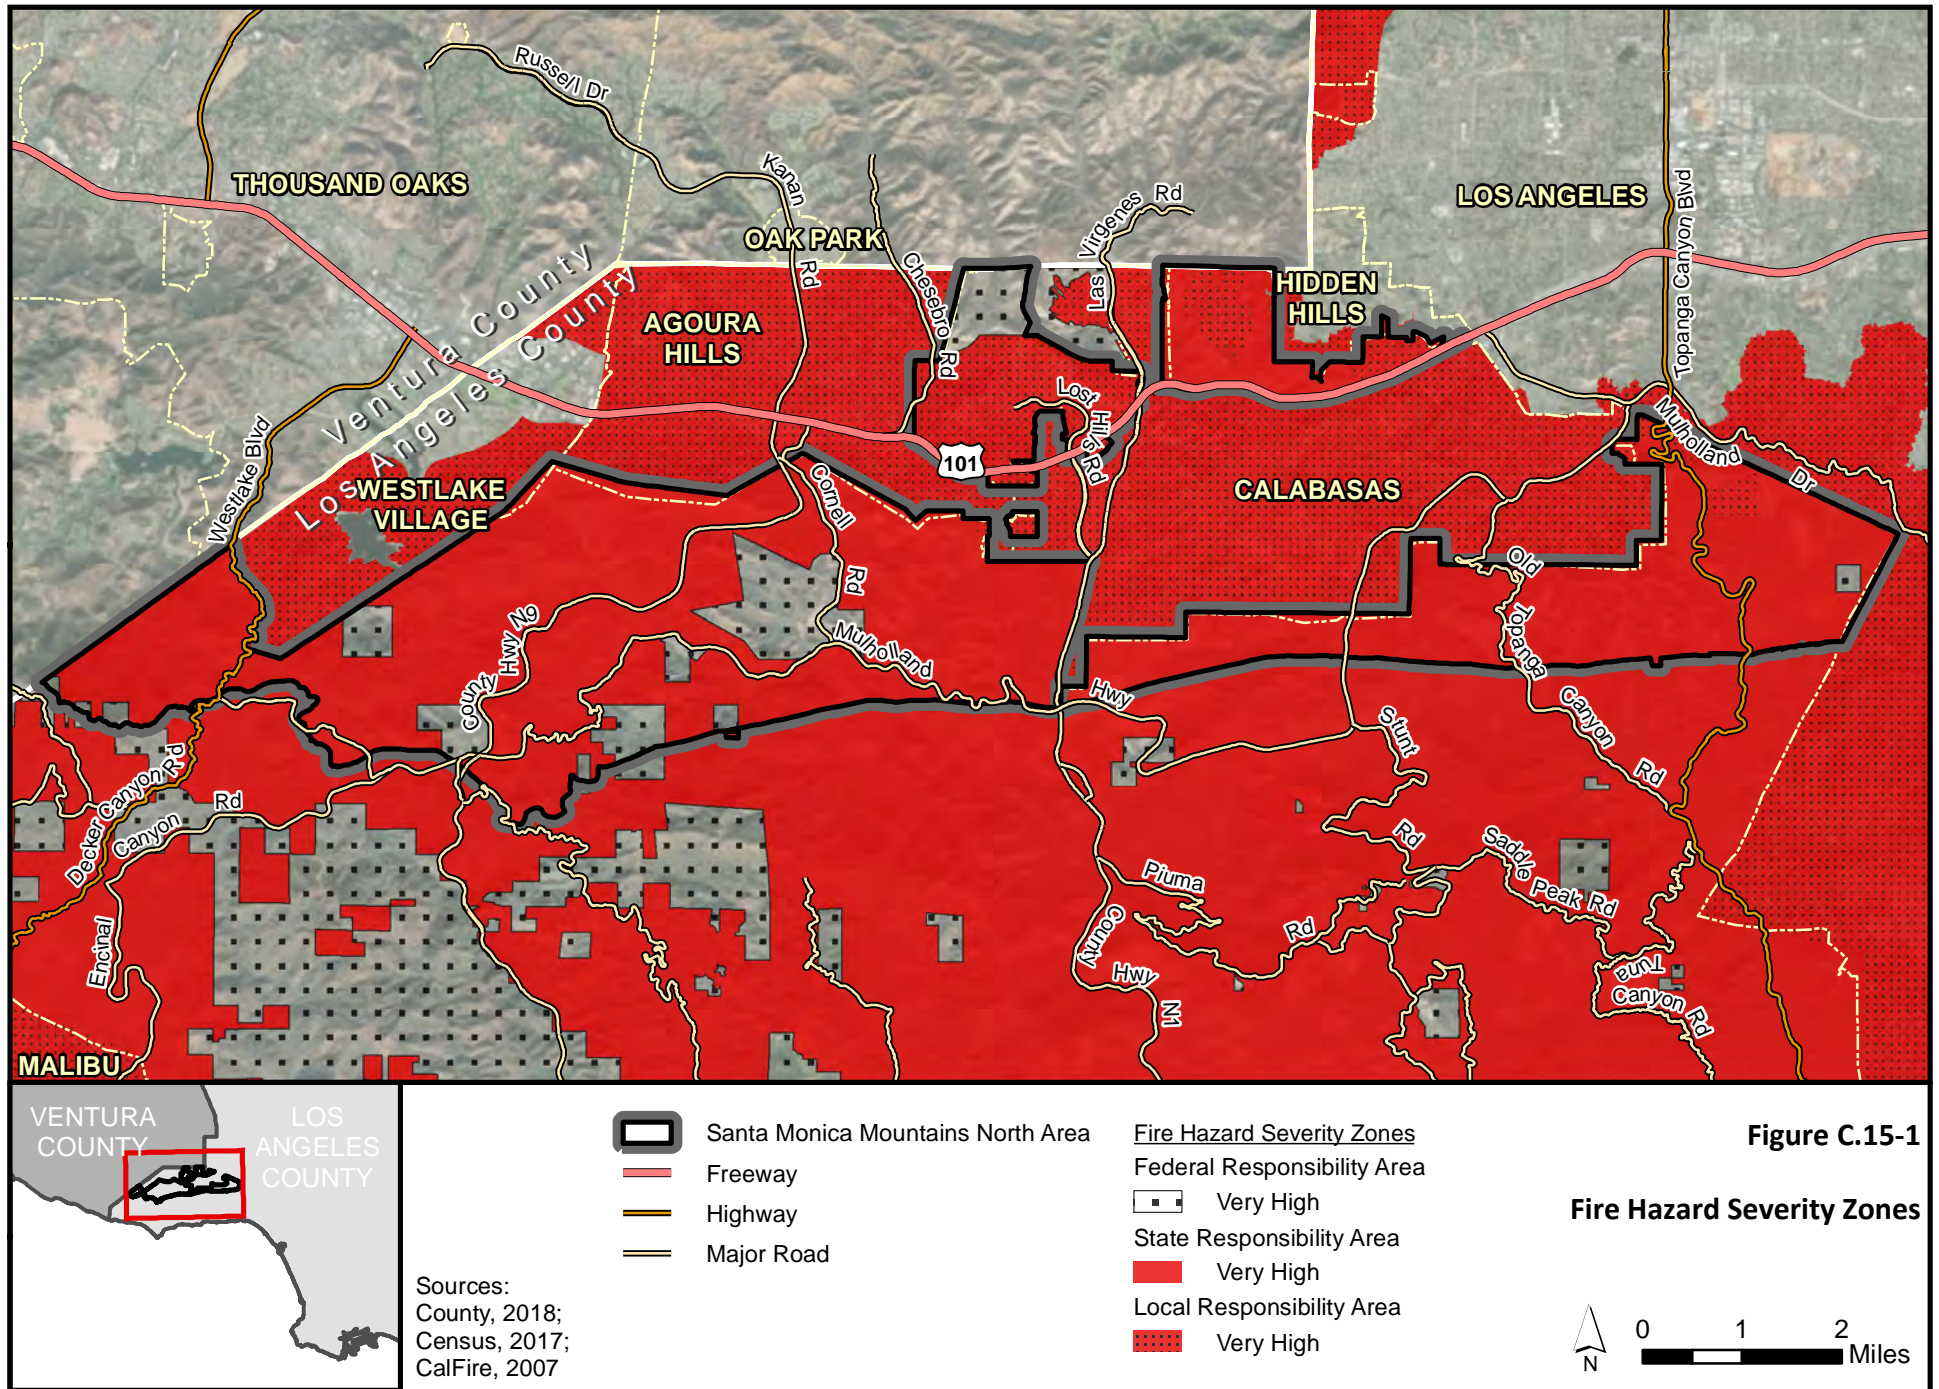 Russell Dr
THOUSAND OAKS
Kanan
Rd
OAK PARK
Chesebro Rd
Las Virgenes Rd
LOS ANGELES
Topanga Canyon Blvd
HIDDEN
HILLS
Ventura County
Los Angeles County
AGOURA
HILLS
Westlake Blvd
WESTLAKE
VILLAGE
Lost Hills Rd
101
CALABASAS
Mulholland
Dr
Cornell
Rd
Old
Topanga
Canyon
Rd
County Hwy N9
Mulholland
Hwy
Stunt
Rd
Decker Canyon Rd
Encinal
Canyon
Rd
Saddle Peak Rd
Piuma
Rd
County
Hwy
N1
Tuna
Canyon Rd
MALIBU
VENTURA
COUNTY
LOS
ANGELES
COUNTY
Sources:
County, 2018;
Census, 2017;
CalFire, 2007
Santa Monica Mountains North Area
Freeway
Highway
Major Road
Fire Hazard Severity Zones
Federal Responsibility Area
Very High
State Responsibility Area
Very High
Local Responsibility Area
Very High
Figure C.15-1
Fire Hazard Severity Zones
N
0 1 2
Miles